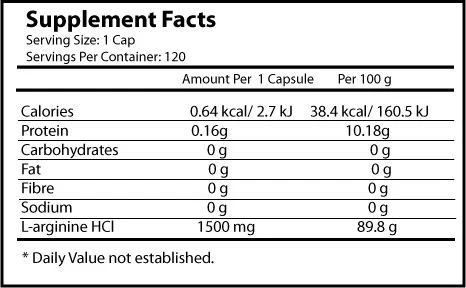 Supplement Facts
Serving Size: 1 Cap
Servings Per Container: 120
Amount Per 1 Capsule Per 100 g
Calories 0.64 kcal/ 2.7 kJ 38.4 kcal/ 160.5 kJ
Protein 0.16g 10.18g
Carbohydrates 0 g 0 g
Fat 0 g 0 g
Fibre 0 g 0 g
Sodium 0 g 0 g
L-arginine HCl 1500 mg 89.8 g
* Daily Value not established.